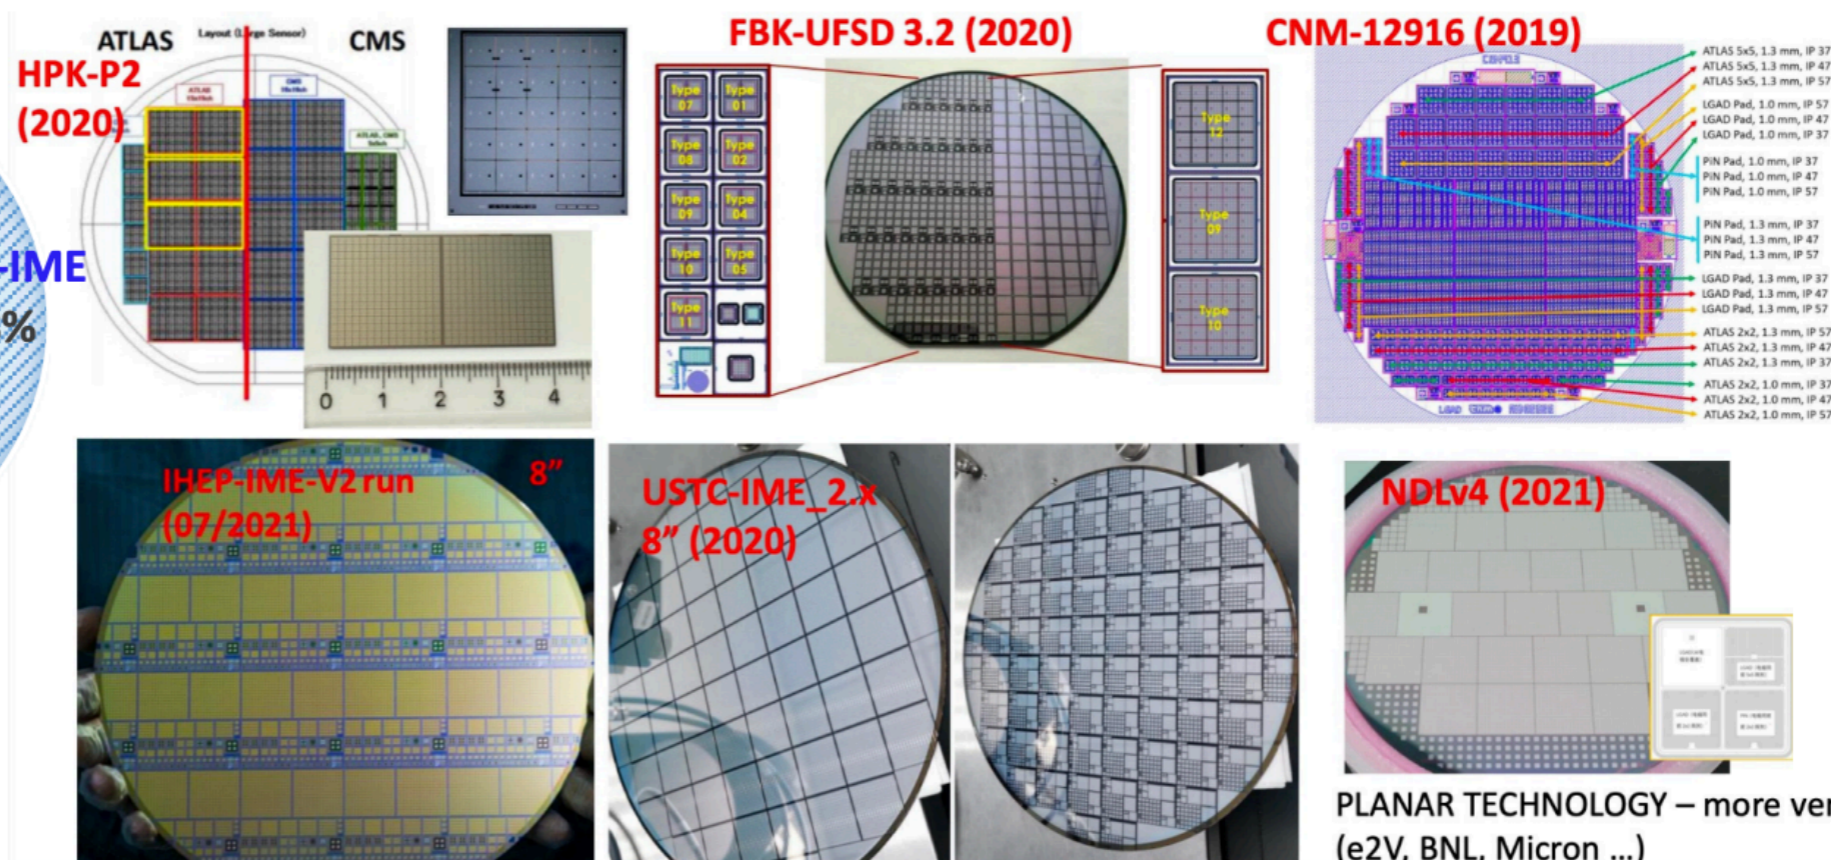 HPK-P2
(2020)
ATLAS
Layout (Large Sensor)
CMS
ATLAS
CMS
ATLAS, CMS
-IME
%
0 1 2 3 4
FBK-UFSD 3.2 (2020)
Type
07
Type
01
Type
08
Type
02
Type
09
Type
04
Type
10
Type
05
Type
11
Type
12
Type
09
Type
10
CNM-12916 (2019)
ATLAS 5x5, 1.3 mm, IP 37
ATLAS 5x5, 1.3 mm, IP 47
ATLAS 5x5, 1.3 mm, IP 57
LGAD Pad, 1.0 mm, IP 57
LGAD Pad, 1.0 mm, IP 47
LGAD Pad, 1.0 mm, IP 37
PiN Pad, 1.0 mm, IP 37
PiN Pad, 1.0 mm, IP 47
PiN Pad, 1.0 mm, IP 57
PiN Pad, 1.3 mm, IP 37
PiN Pad, 1.3 mm, IP 47
PiN Pad, 1.3 mm, IP 57
LGAD Pad, 1.3 mm, IP 37
LGAD Pad, 1.3 mm, IP 47
LGAD Pad, 1.3 mm, IP 57
ATLAS 2x2, 1.3 mm, IP 57
ATLAS 2x2, 1.3 mm, IP 47
ATLAS 2x2, 1.3 mm, IP 37
ATLAS 2x2, 1.0 mm, IP 37
ATLAS 2x2, 1.0 mm, IP 47
ATLAS 2x2, 1.0 mm, IP 57
LGAD
IHEP-IME-V2 run
(07/2021)
8”
USTC-IME_2.x
8” (2020)
NDLv4 (2021)
PLANAR TECHNOLOGY – more ver
(e2V, BNL, Micron ...)